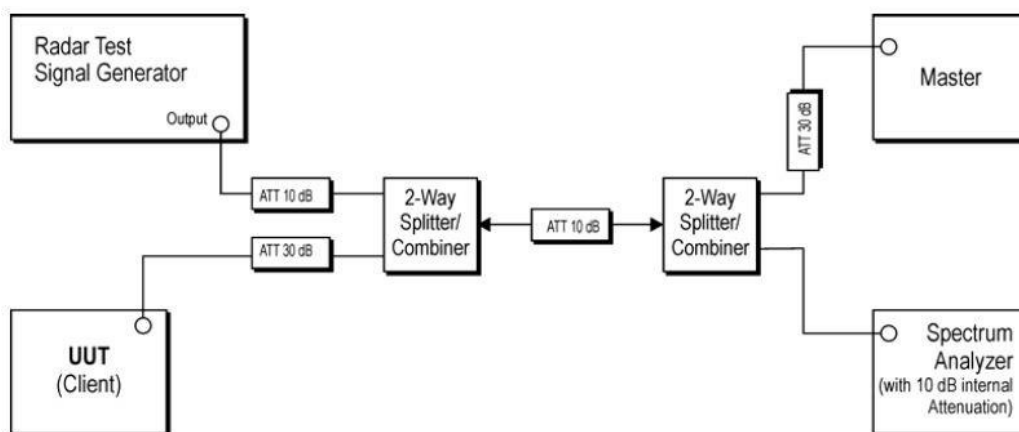 Radar Test
Signal Generator
Output
ATT 10 dB
ATT 30 dB
UUT
(Client)
2-Way
Splitter/
Combiner
ATT 10 dB
2-Way
Splitter/
Combiner
ATT 30 dB
Master
Spectrum
Analyzer
(with 10 dB internal
Attenuation)